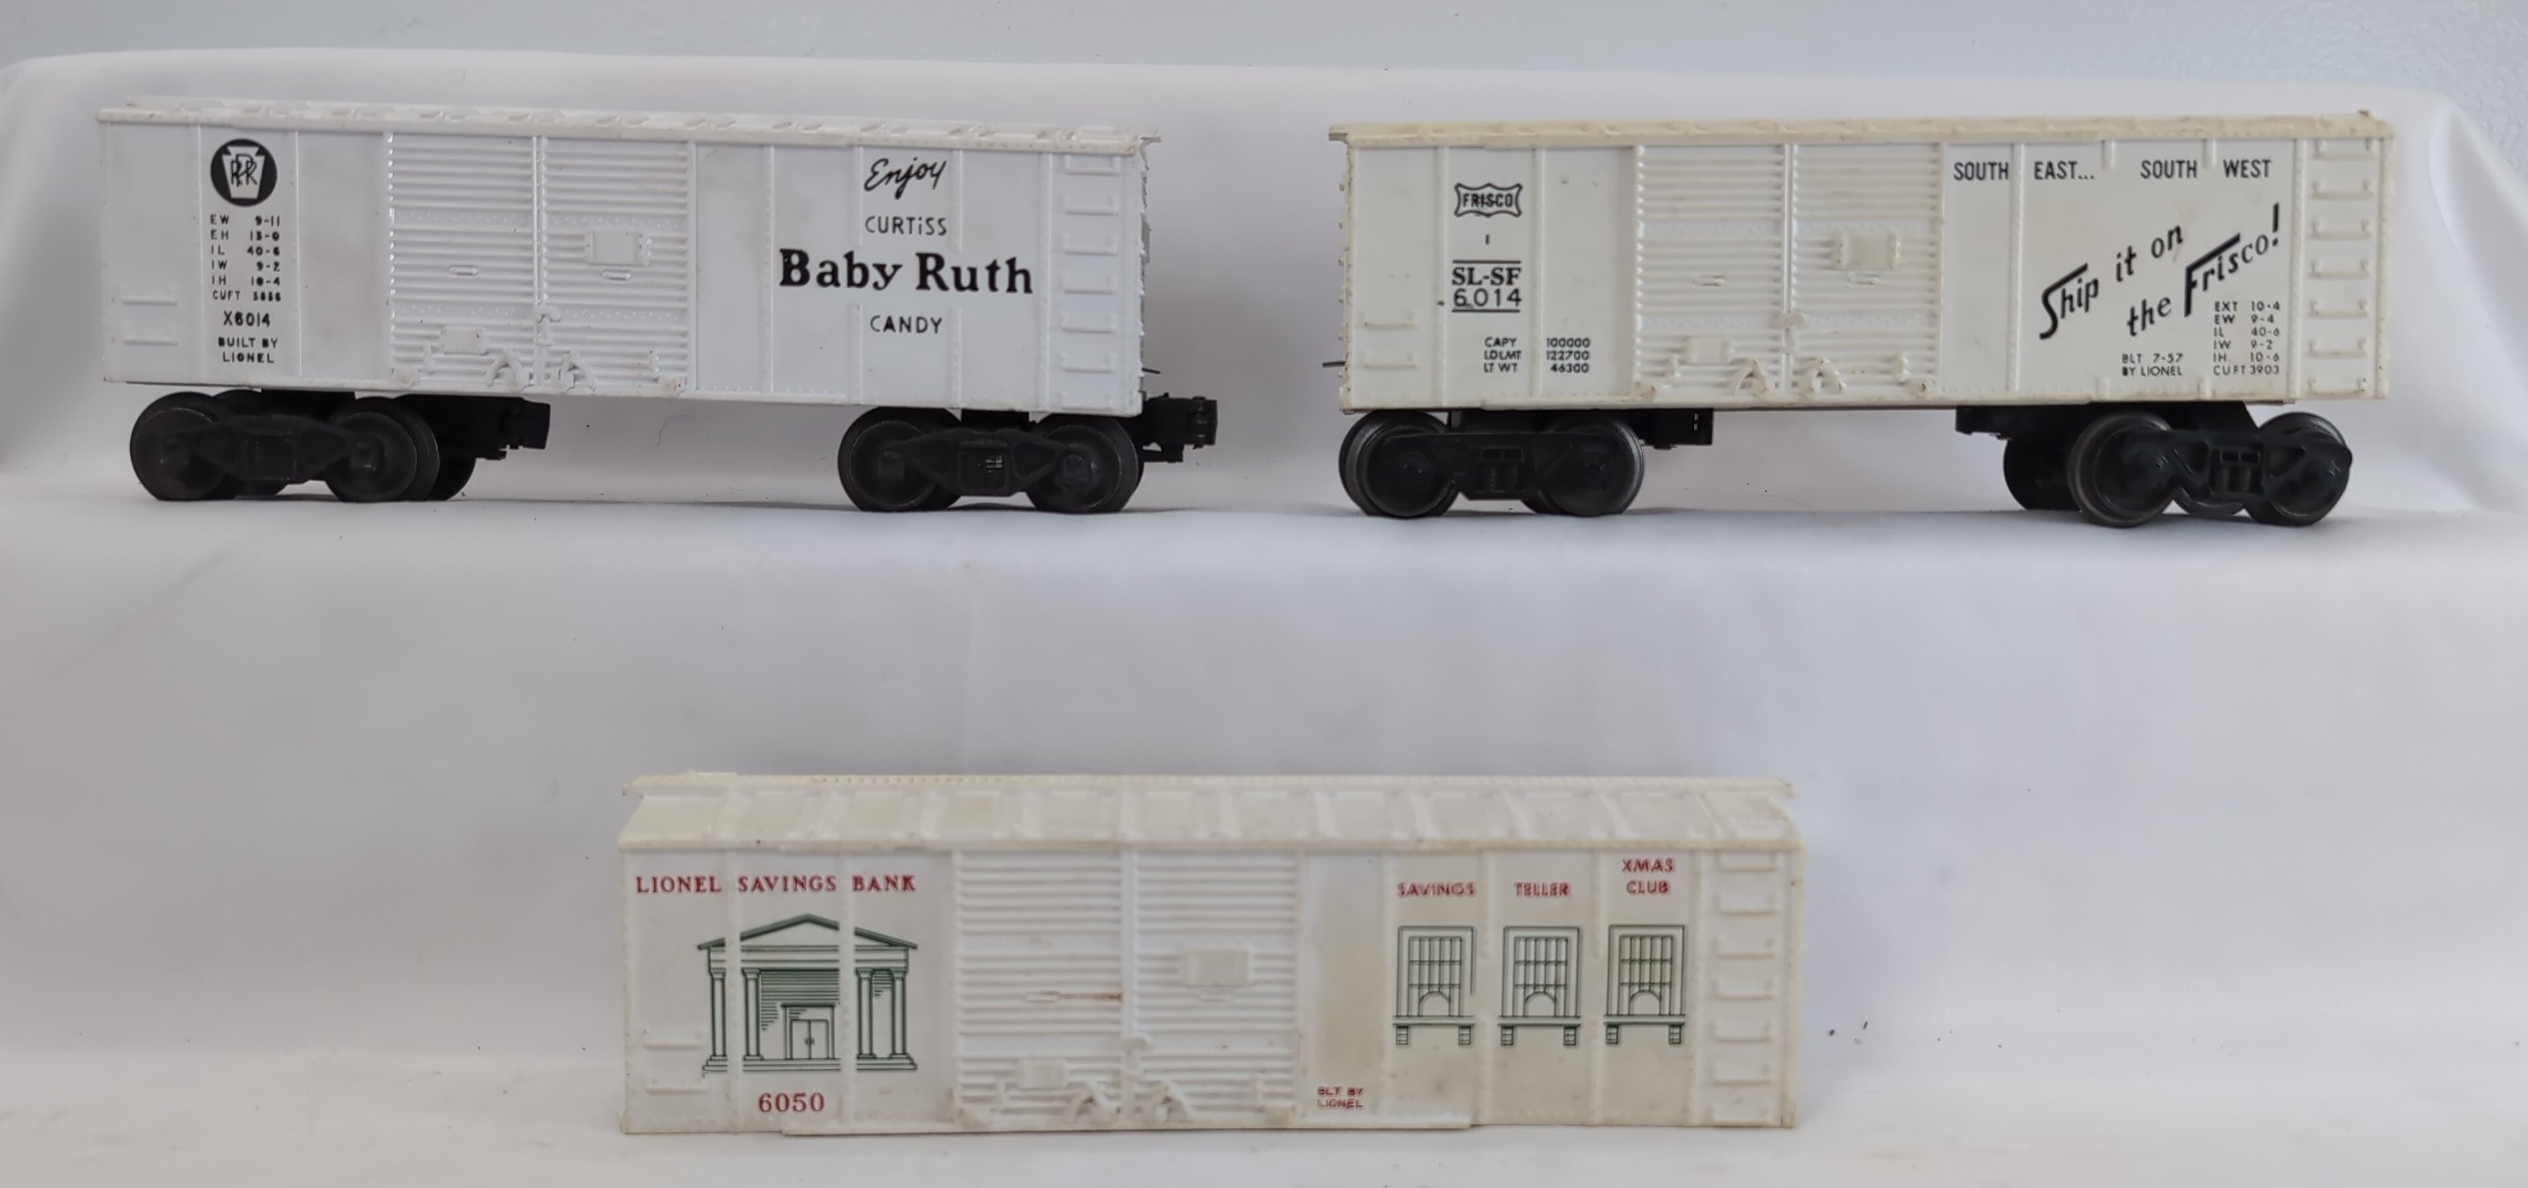 PRR
EW 9-11
EH 13-0
IL 40-6
IW 9-2
IH 10-4
CUFT
X6014
BUILT BY
LIONEL
Enjoy
CURTiSS
Baby Ruth
CANDY
FRISCO
SL-SF
6014
CAPY 100000
LDLMT 122700
LT WT 46300
SOUTH EAST... SOUTH WEST
Ship it on
the Frisco!
BLT 7-57
BY LIONEL
EXT 10-4
EW 9-4
IL 40-6
IW 9-2
IH 10-6
CUFT 3903
LIONEL SAVINGS BANK
6050
BLT BY
LIONEL
SAVINGS
TELLER
XMAS
CLUB